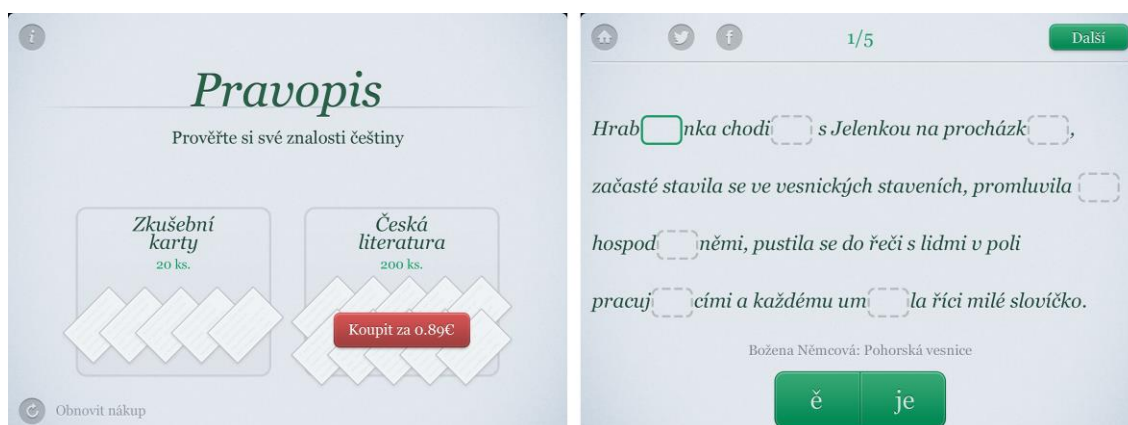 Pravopis
Prověřte si své znalosti češtiny
Zkušební
karty
20 ks.
Česká
literatura
200 ks.
Koupit za 0.89€
Obnovit nákup
1/5
Další
Hrab nka chodi s Jelenkou na procházk ,
začasté stavila se ve vesnických staveních, promluvila
hospod němi, pustila se do řeči s lidmi v poli
pracuj cími a každému um la říci milé slovíčko.
Božena Němcová: Pohorská vesnice
ě je